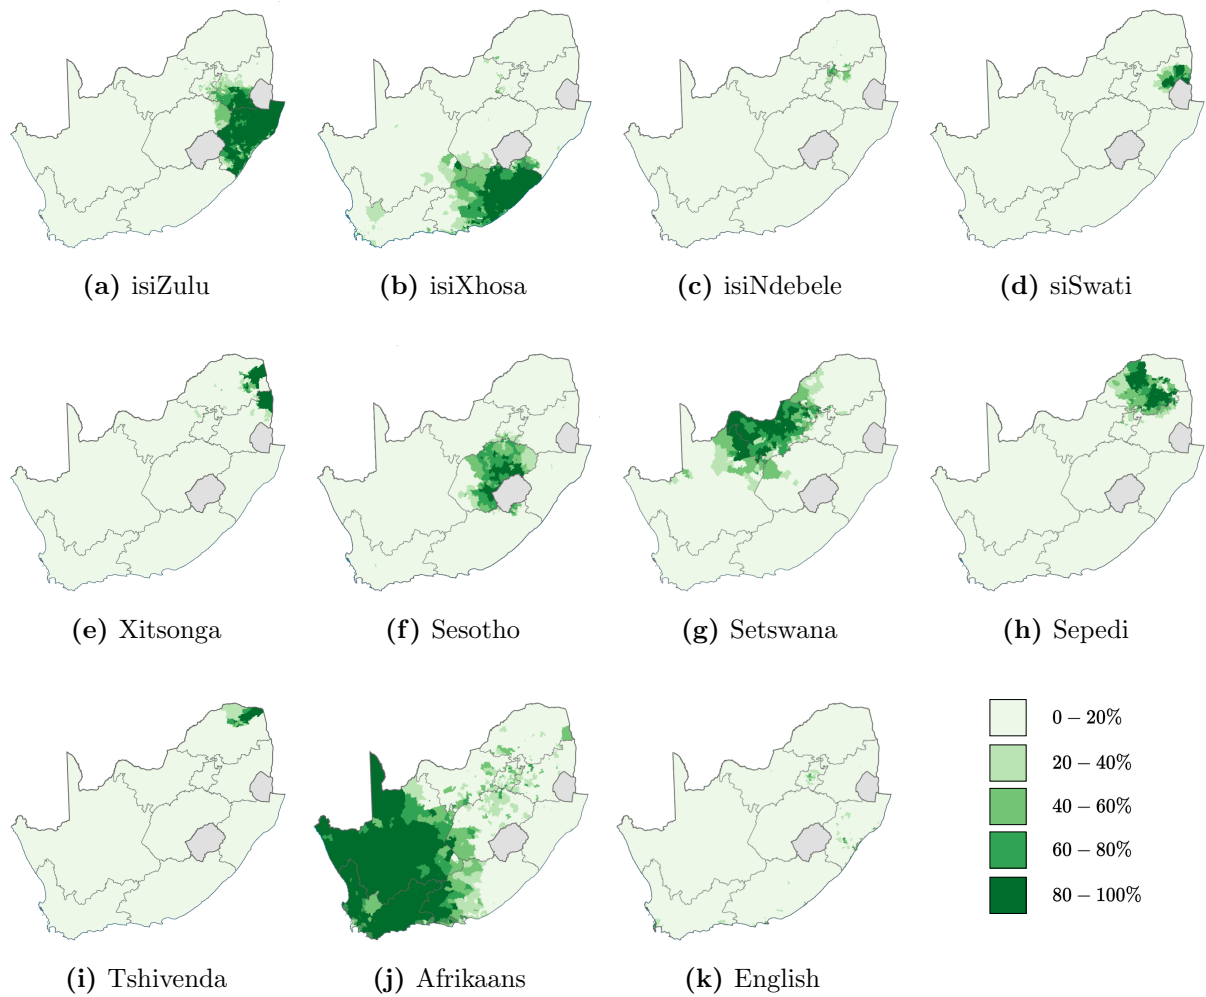 (a) isiZulu
(b) isiXhosa
(c) isiNdebele
(d) siSwati
(e) Xitsonga
(f) Sesotho
(g) Setswana
(h) Sepedi
(i) Tshivenda
(j) Afrikaans
(k) English
0 – 20%
20 – 40%
40 – 60%
60 – 80%
80 – 100%